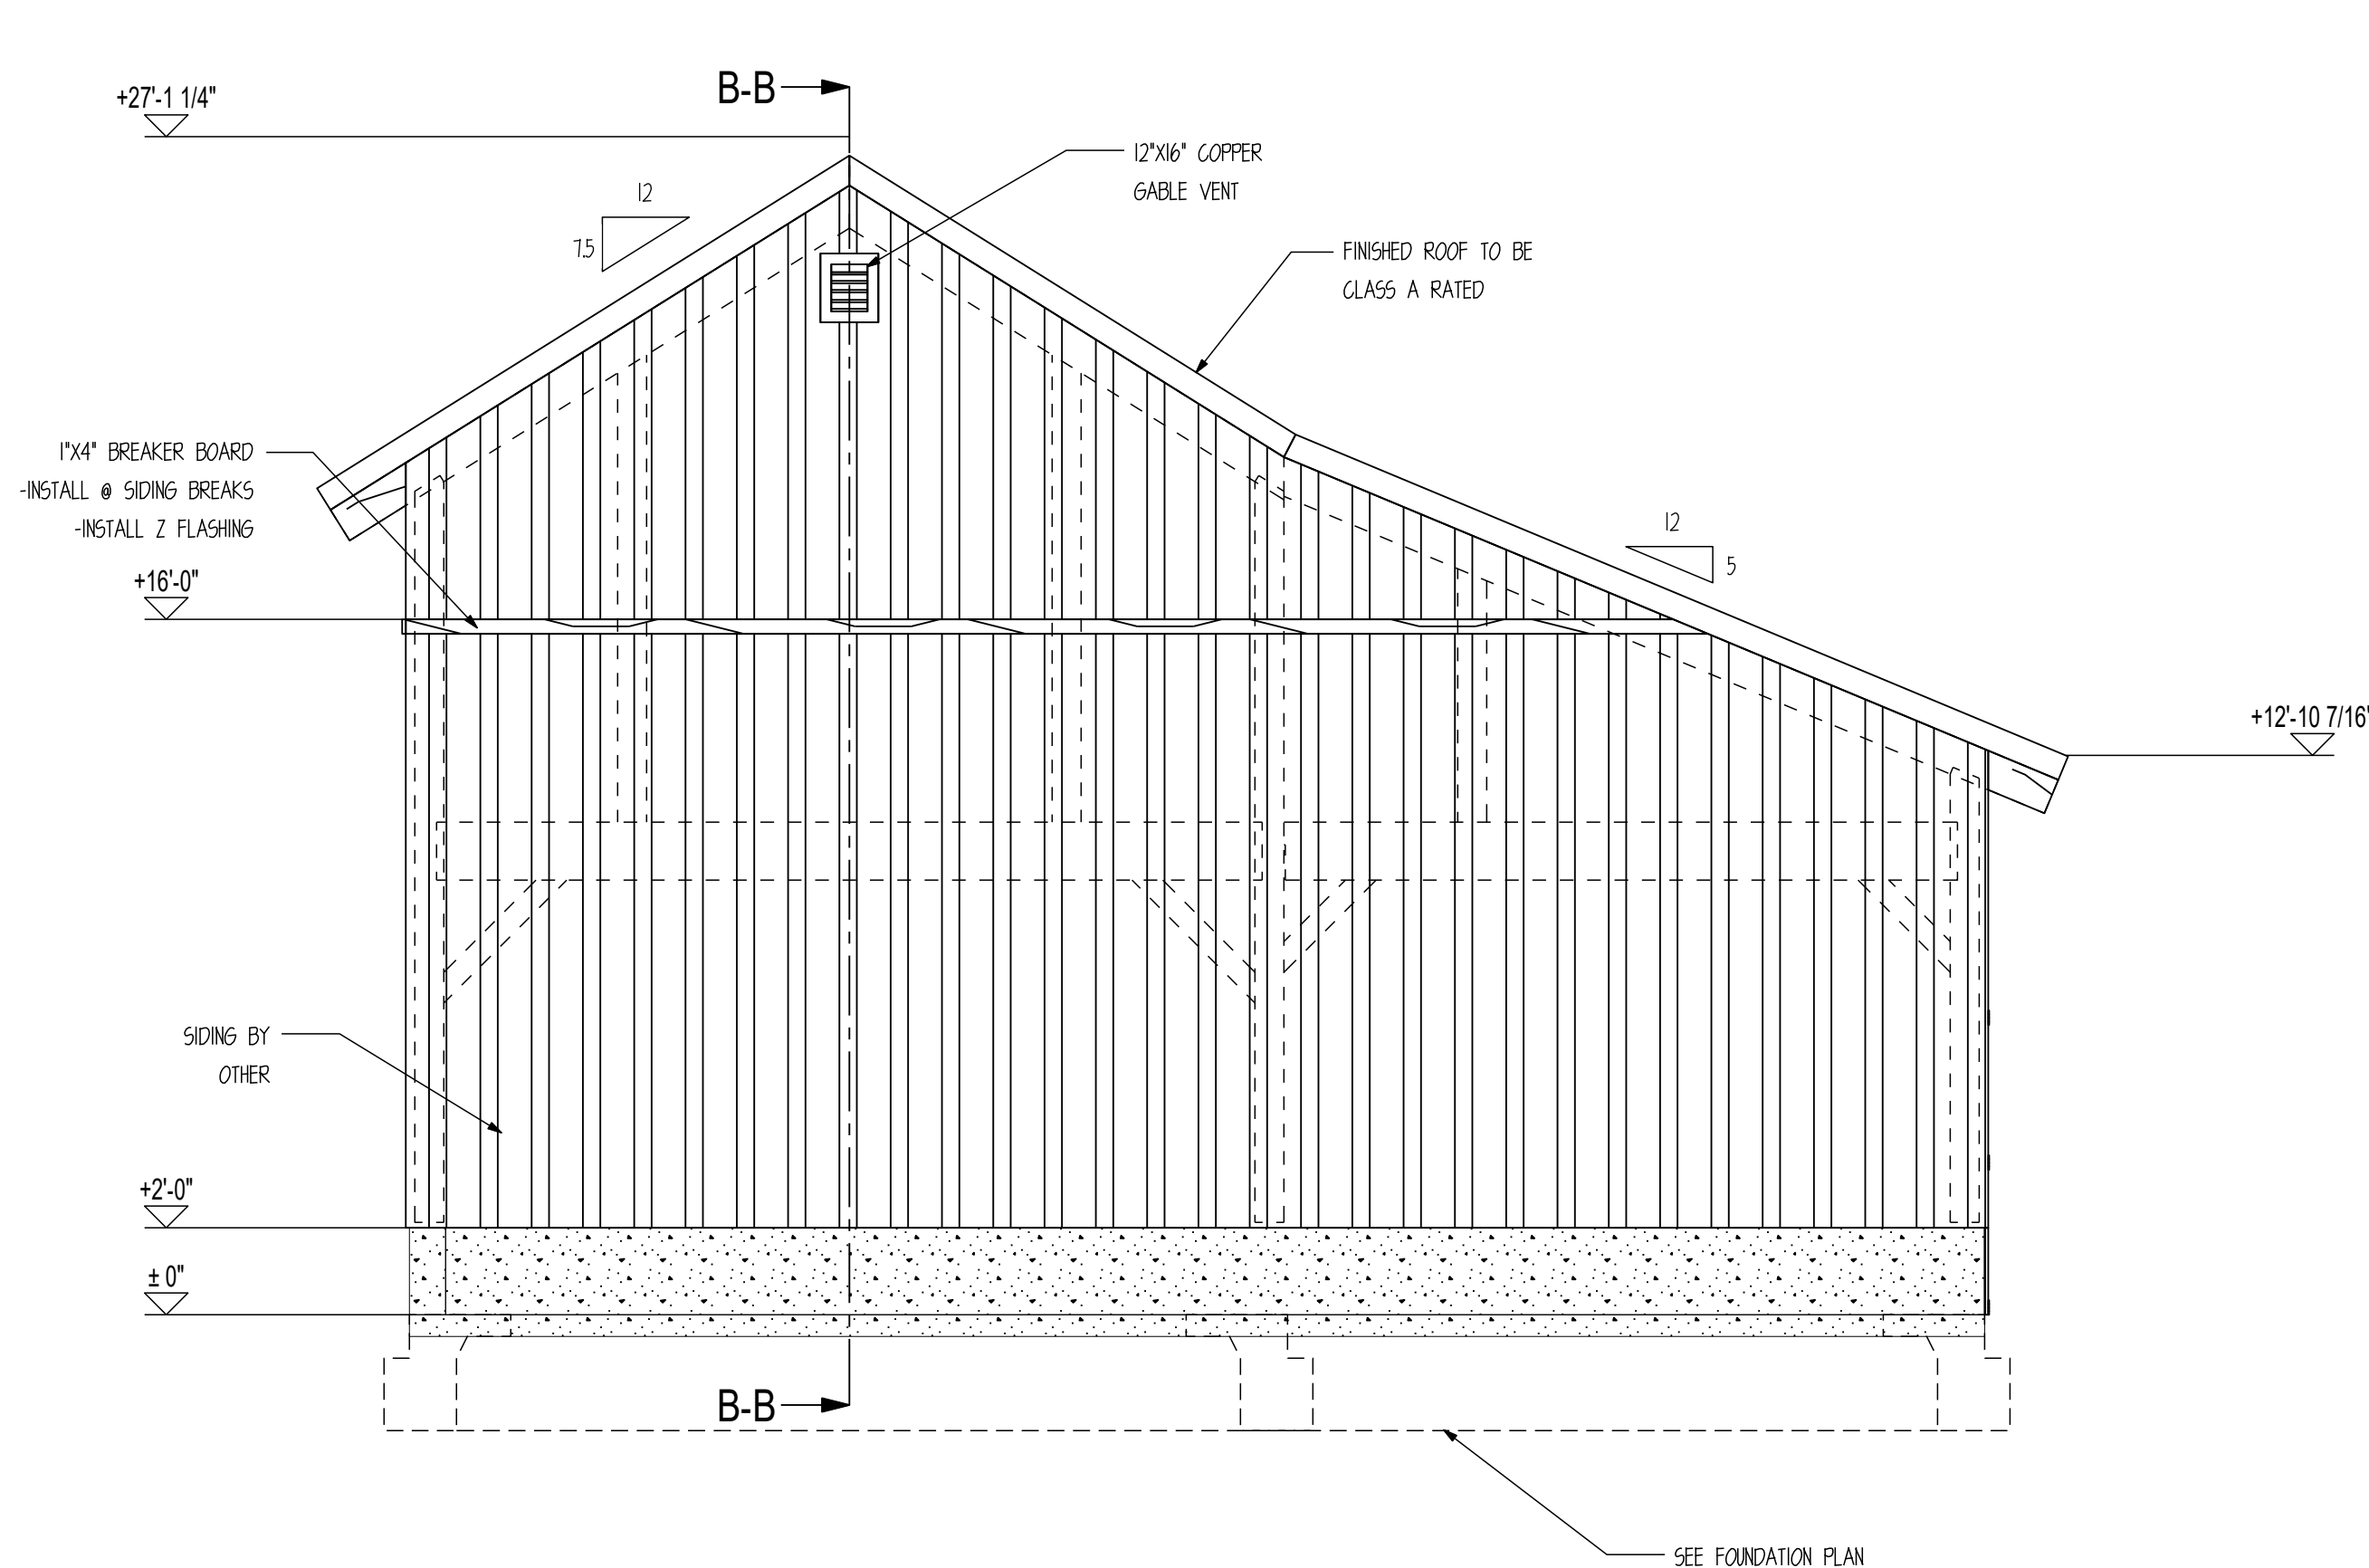 B-B
+27'-1 1/4"
12"X16" COPPER
GABLE VENT
12
7.5
FINISHED ROOF TO BE
CLASS A RATED
1"X4" BREAKER BOARD
-INSTALL @ SIDING BREAKS
-INSTALL Z FLASHING
12
5
+16'-0"
+12'-10 7/16"
SIDING BY
OTHER
+2'-0"
± 0"
B-B
SEE FOUNDATION PLAN